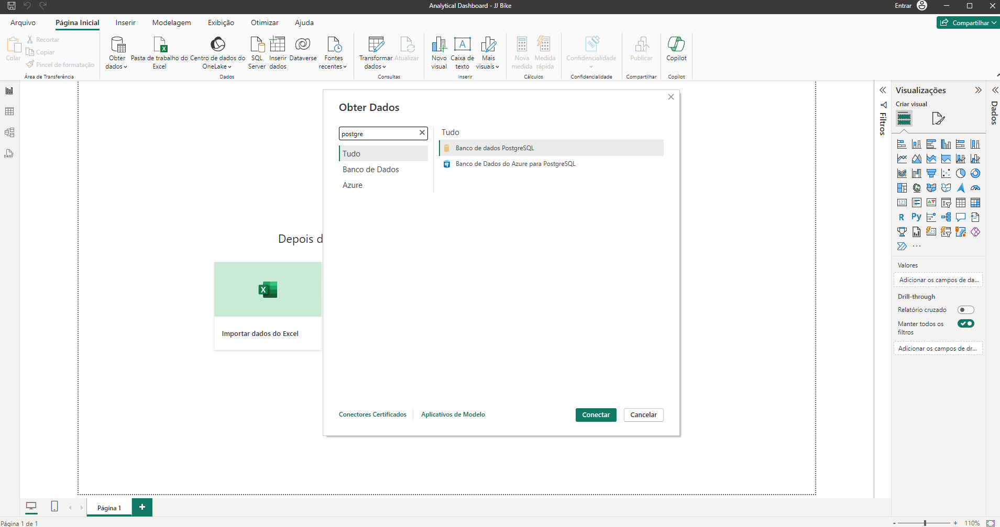 Analytical Dashboard - JJ Bike
Entrar
Arquivo
Página Inicial
Inserir
Modelagem
Exibição
Otimizar
Ajuda
Compartilhar
Colar
Recortar
Copiar
Pincel de formatação
Área de Transferência
Obter
dados
Pasta de trabalho do
Excel
Centro de dados do
OneLake
SQL
Server
Inserir
dados
Dataverse
Fontes
recentes
Dados
Transformar
dados
Atualizar
Consultas
Novo
visual
Caixa de
texto
Mais
visuais
Inserir
Nova
medida
Medida
rápida
Cálculos
Confidencialidade
Confidencialidade
Publicar
Compartilhar
Copilot
Copilot
Obter Dados
postgre
Tudo
Banco de Dados
Azure
Tudo
Banco de dados PostgreSQL
Banco de Dados do Azure para PostgreSQL
Conectores Certificados
Aplicativos de Modelo
Conectar
Cancelar
Depois d
Importar dados do Excel
Filtros
Visualizações
Criar visual
Dados
R
Py
Valores
Adicionar os campos de da...
Drill-through
Relatório cruzado
Manter todos os
filtros
Adicionar os campos de dr...
Página 1
Página 1 de 1
110%